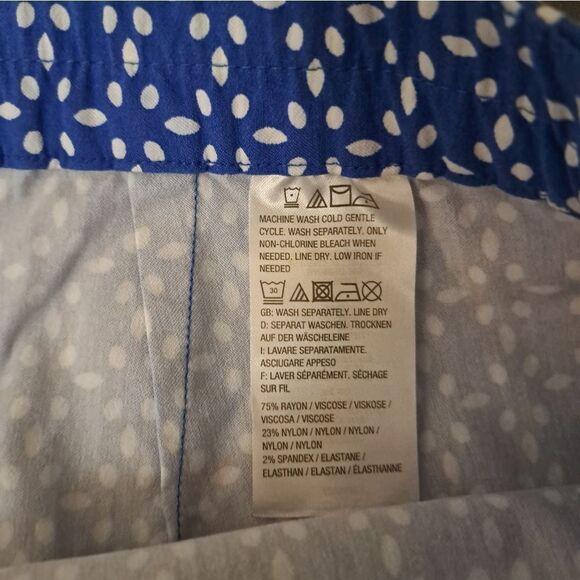 MACHINE WASH COLD GENTLE
CYCLE. WASH SEPARATELY. ONLY
NON-CHLORINE BLEACH WHEN
NEEDED. LINE DRY. LOW IRON IF
NEEDED
30
GB: WASH SEPARATELY. LINE DRY
D: SEPARAT WASCHEN. TROCKNEN
AUF DER WÄSCHELEINE
I: LAVARE SEPARATAMENTE.
ASCIUGARE APPESO
F: LAVER SÉPARÉMENT. SÉCHAGE
SUR FIL
75% RAYON / VISCOSE / VISKOSE /
VISCOSA / VISCOSE
23% NYLON / NYLON / NYLON /
NYLON / NYLON
2% SPANDEX / ELASTANE /
ELASTHAN / ELASTAN / ÉLASTHANNE